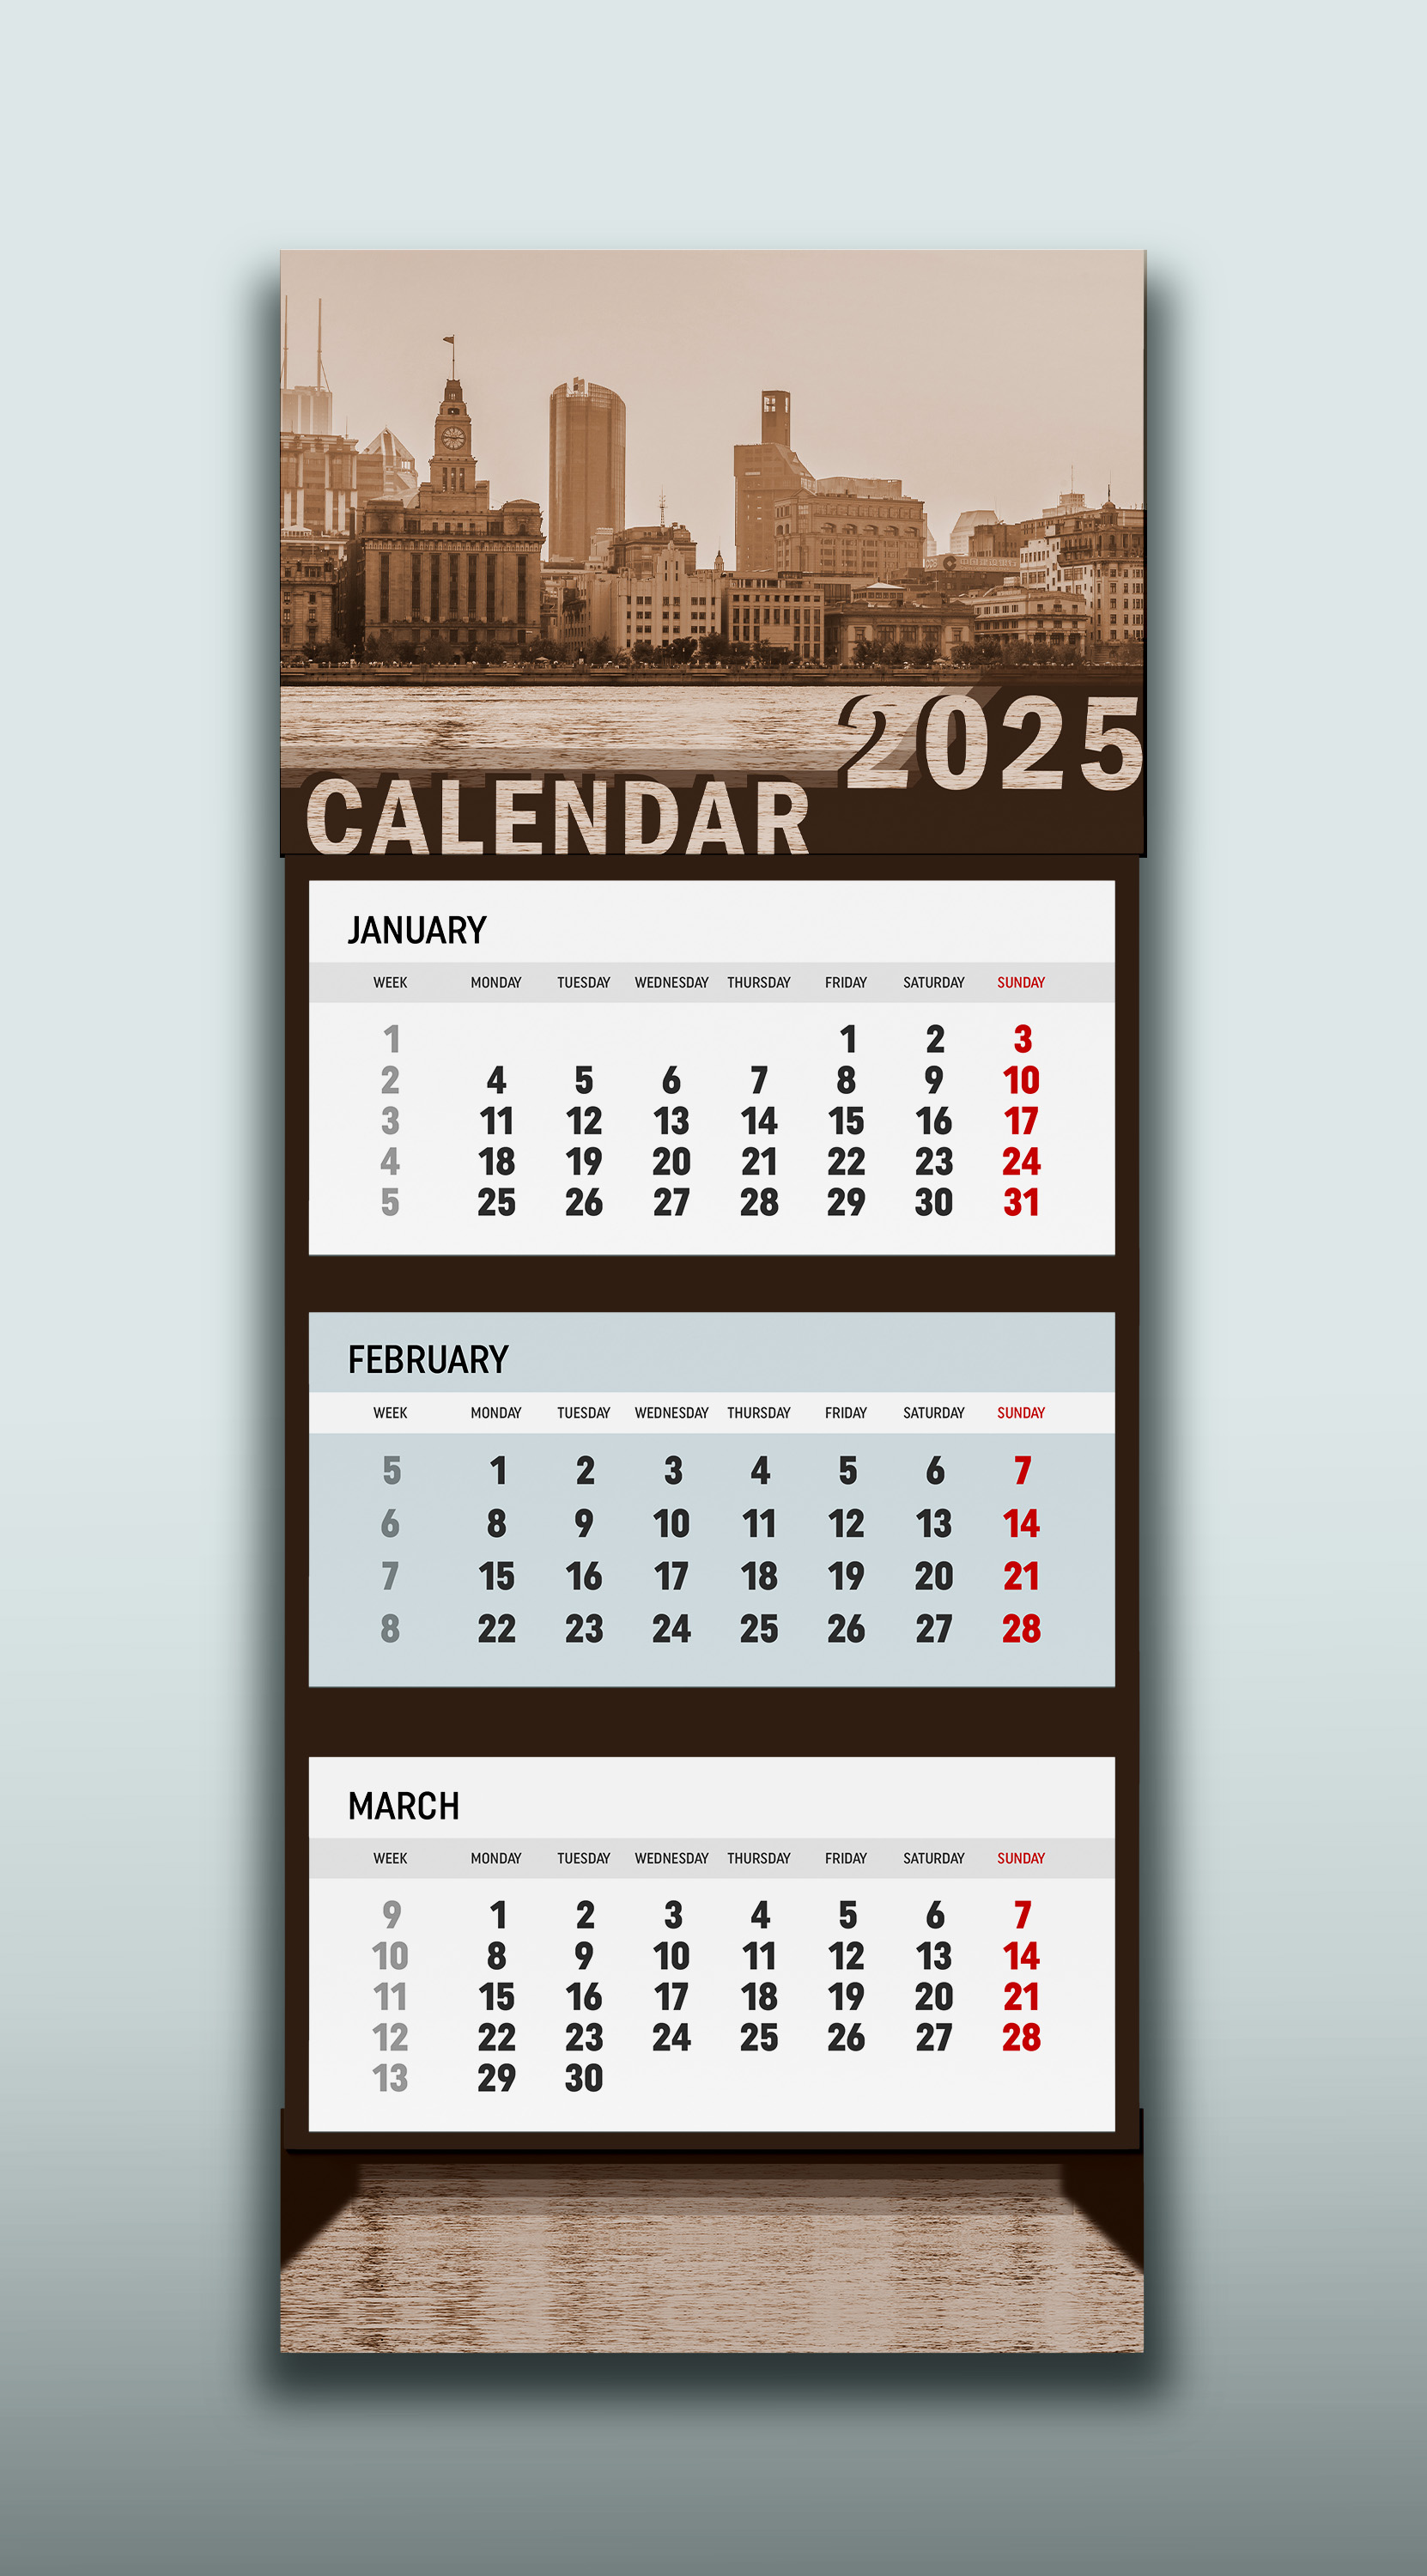 2025
CALENDAR
JANUARY
WEEK MONDAY TUESDAY WEDNESDAY THURSDAY FRIDAY SATURDAY SUNDAY
1 1 2 3
2 4 5 6 7 8 9 10
3 11 12 13 14 15 16 17
4 18 19 20 21 22 23 24
5 25 26 27 28 29 30 31
FEBRUARY
WEEK MONDAY TUESDAY WEDNESDAY THURSDAY FRIDAY SATURDAY SUNDAY
5 1 2 3 4 5 6 7
6 8 9 10 11 12 13 14
7 15 16 17 18 19 20 21
8 22 23 24 25 26 27 28
MARCH
WEEK MONDAY TUESDAY WEDNESDAY THURSDAY FRIDAY SATURDAY SUNDAY
9 1 2 3 4 5 6 7
10 8 9 10 11 12 13 14
11 15 16 17 18 19 20 21
12 22 23 24 25 26 27 28
13 29 30